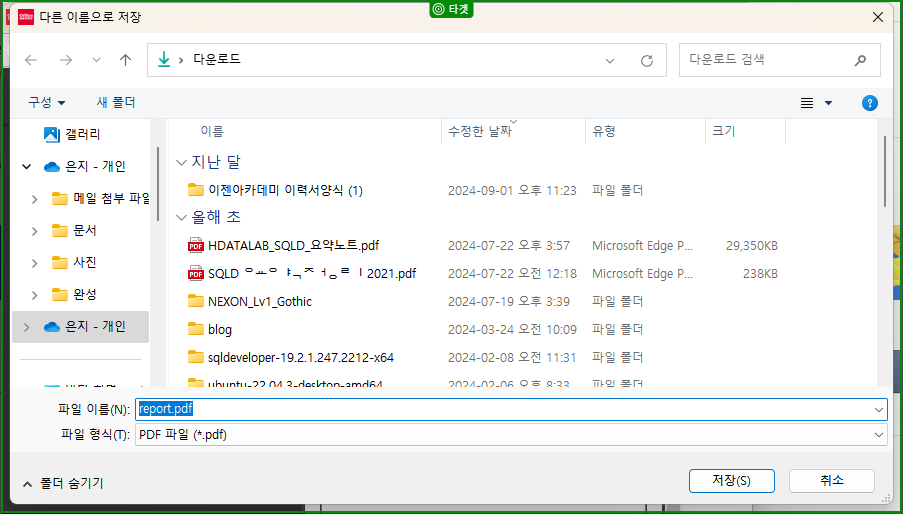 타겟
다른 이름으로 저장
다운로드
다운로드 검색
구성
새 폴더
이름
수정한 날짜
유형
크기
갤러리
은지 - 개인
메일 첨부 파일
문서
사진
완성
은지 - 개인
지난 달
이젠아카데미 이력서양식 (1) 2024-09-01 오후 11:23 파일 폴더
올해 초
HDATALAB_SQLD_요약노트.pdf 2024-07-22 오후 3:57 Microsoft Edge P... 29,350KB
SQLD ㅇㅛㅇㅑㄱㅈㅓㅇㄹㅣ2021.pdf 2024-07-22 오전 12:18 Microsoft Edge P... 238KB
NEXON_Lv1_Gothic 2024-07-19 오후 3:39 파일 폴더
blog 2024-03-24 오전 10:09 파일 폴더
sqldeveloper-19.2.1.247.2212-x64 2024-02-08 오전 11:31 파일 폴더
ubuntu-22.04.3-desktop-amd64 2024-02-06 오후 8:33 파일 폴더
파일 이름(N): report.pdf
파일 형식(T): PDF 파일 (*.pdf)
폴더 숨기기
저장(S)
취소